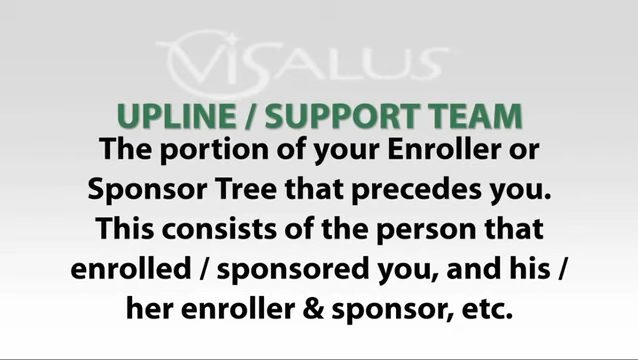 ViSALUS
UPLINE / SUPPORT TEAM
The portion of your Enroller or
Sponsor Tree that precedes you.
This consists of the person that
enrolled / sponsored you, and his /
her enroller & sponsor, etc.